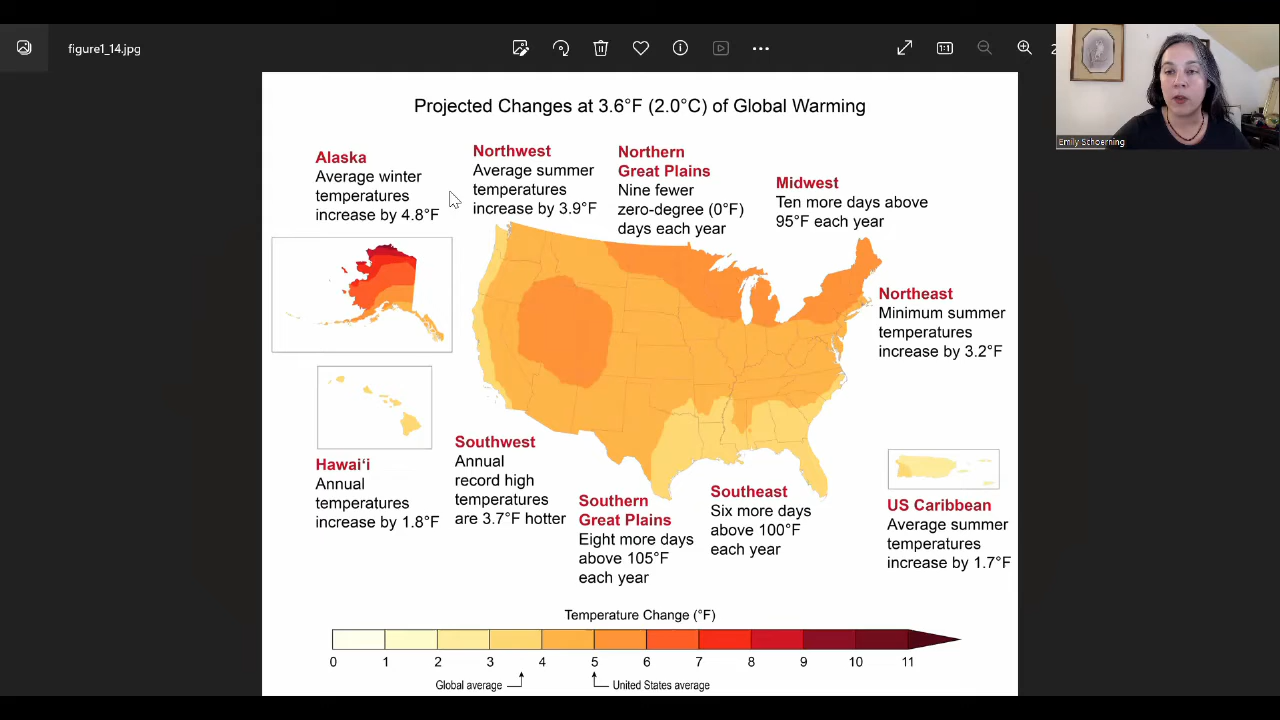 figure1_14.jpg
1:1
2
Emily Schoerning
Projected Changes at 3.6°F (2.0°C) of Global Warming
Alaska
Average winter
temperatures
increase by 4.8°F
Northwest
Average summer
temperatures
increase by 3.9°F
Northern
Great Plains
Nine fewer
zero-degree (0°F)
days each year
Midwest
Ten more days above
95°F each year
Northeast
Minimum summer
temperatures
increase by 3.2°F
Hawaiʻi
Annual
temperatures
increase by 1.8°F
Southwest
Annual
record high
temperatures
are 3.7°F hotter
Southern
Great Plains
Eight more days
above 105°F
each year
Southeast
Six more days
above 100°F
each year
US Caribbean
Average summer
temperatures
increase by 1.7°F
Temperature Change (°F)
0 1 2 3 4 5 6 7 8 9 10 11
Global average
United States average